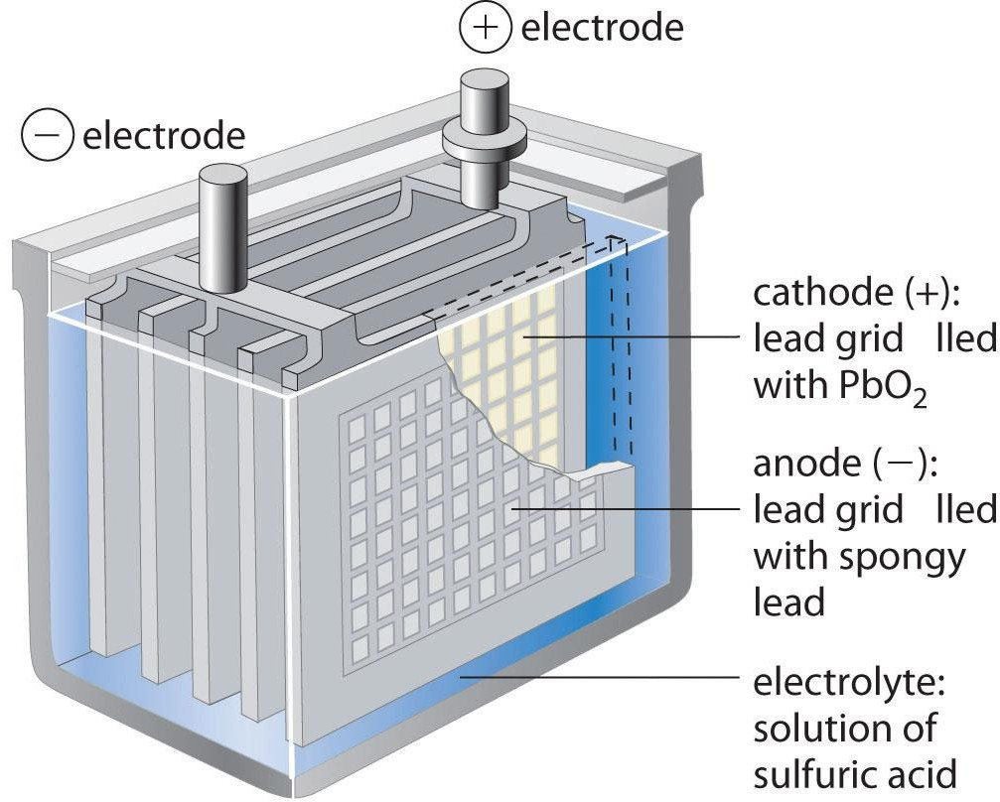 + electrode
− electrode
cathode (+):
lead grid lled
with PbO₂
anode (−):
lead grid lled
with spongy
lead
electrolyte:
solution of
sulfuric acid